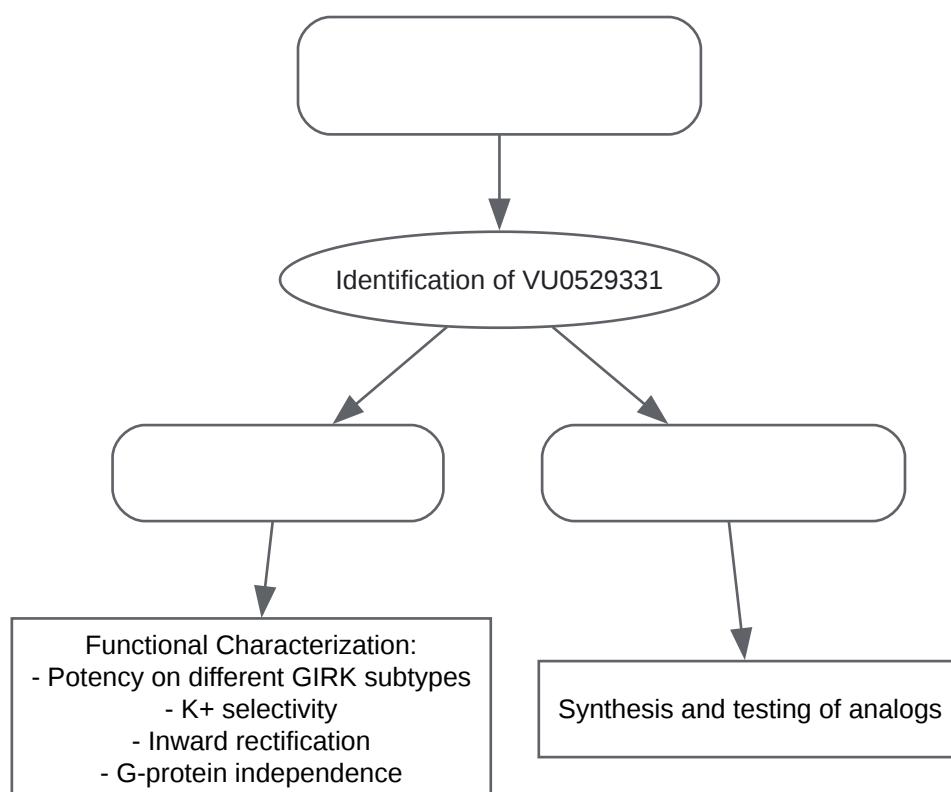 Identification of VU0529331
Functional Characterization:
- Potency on different GIRK subtypes
- K+ selectivity
- Inward rectification
- G-protein independence
Synthesis and testing of analogs